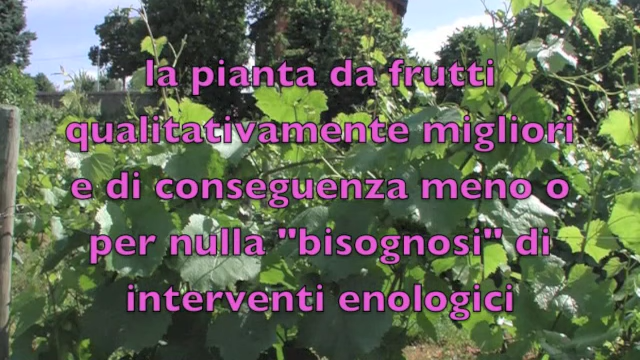 la pianta da frutti
qualitativamente migliori
e di conseguenza meno o
per nulla "bisognosi" di
interventi enologici